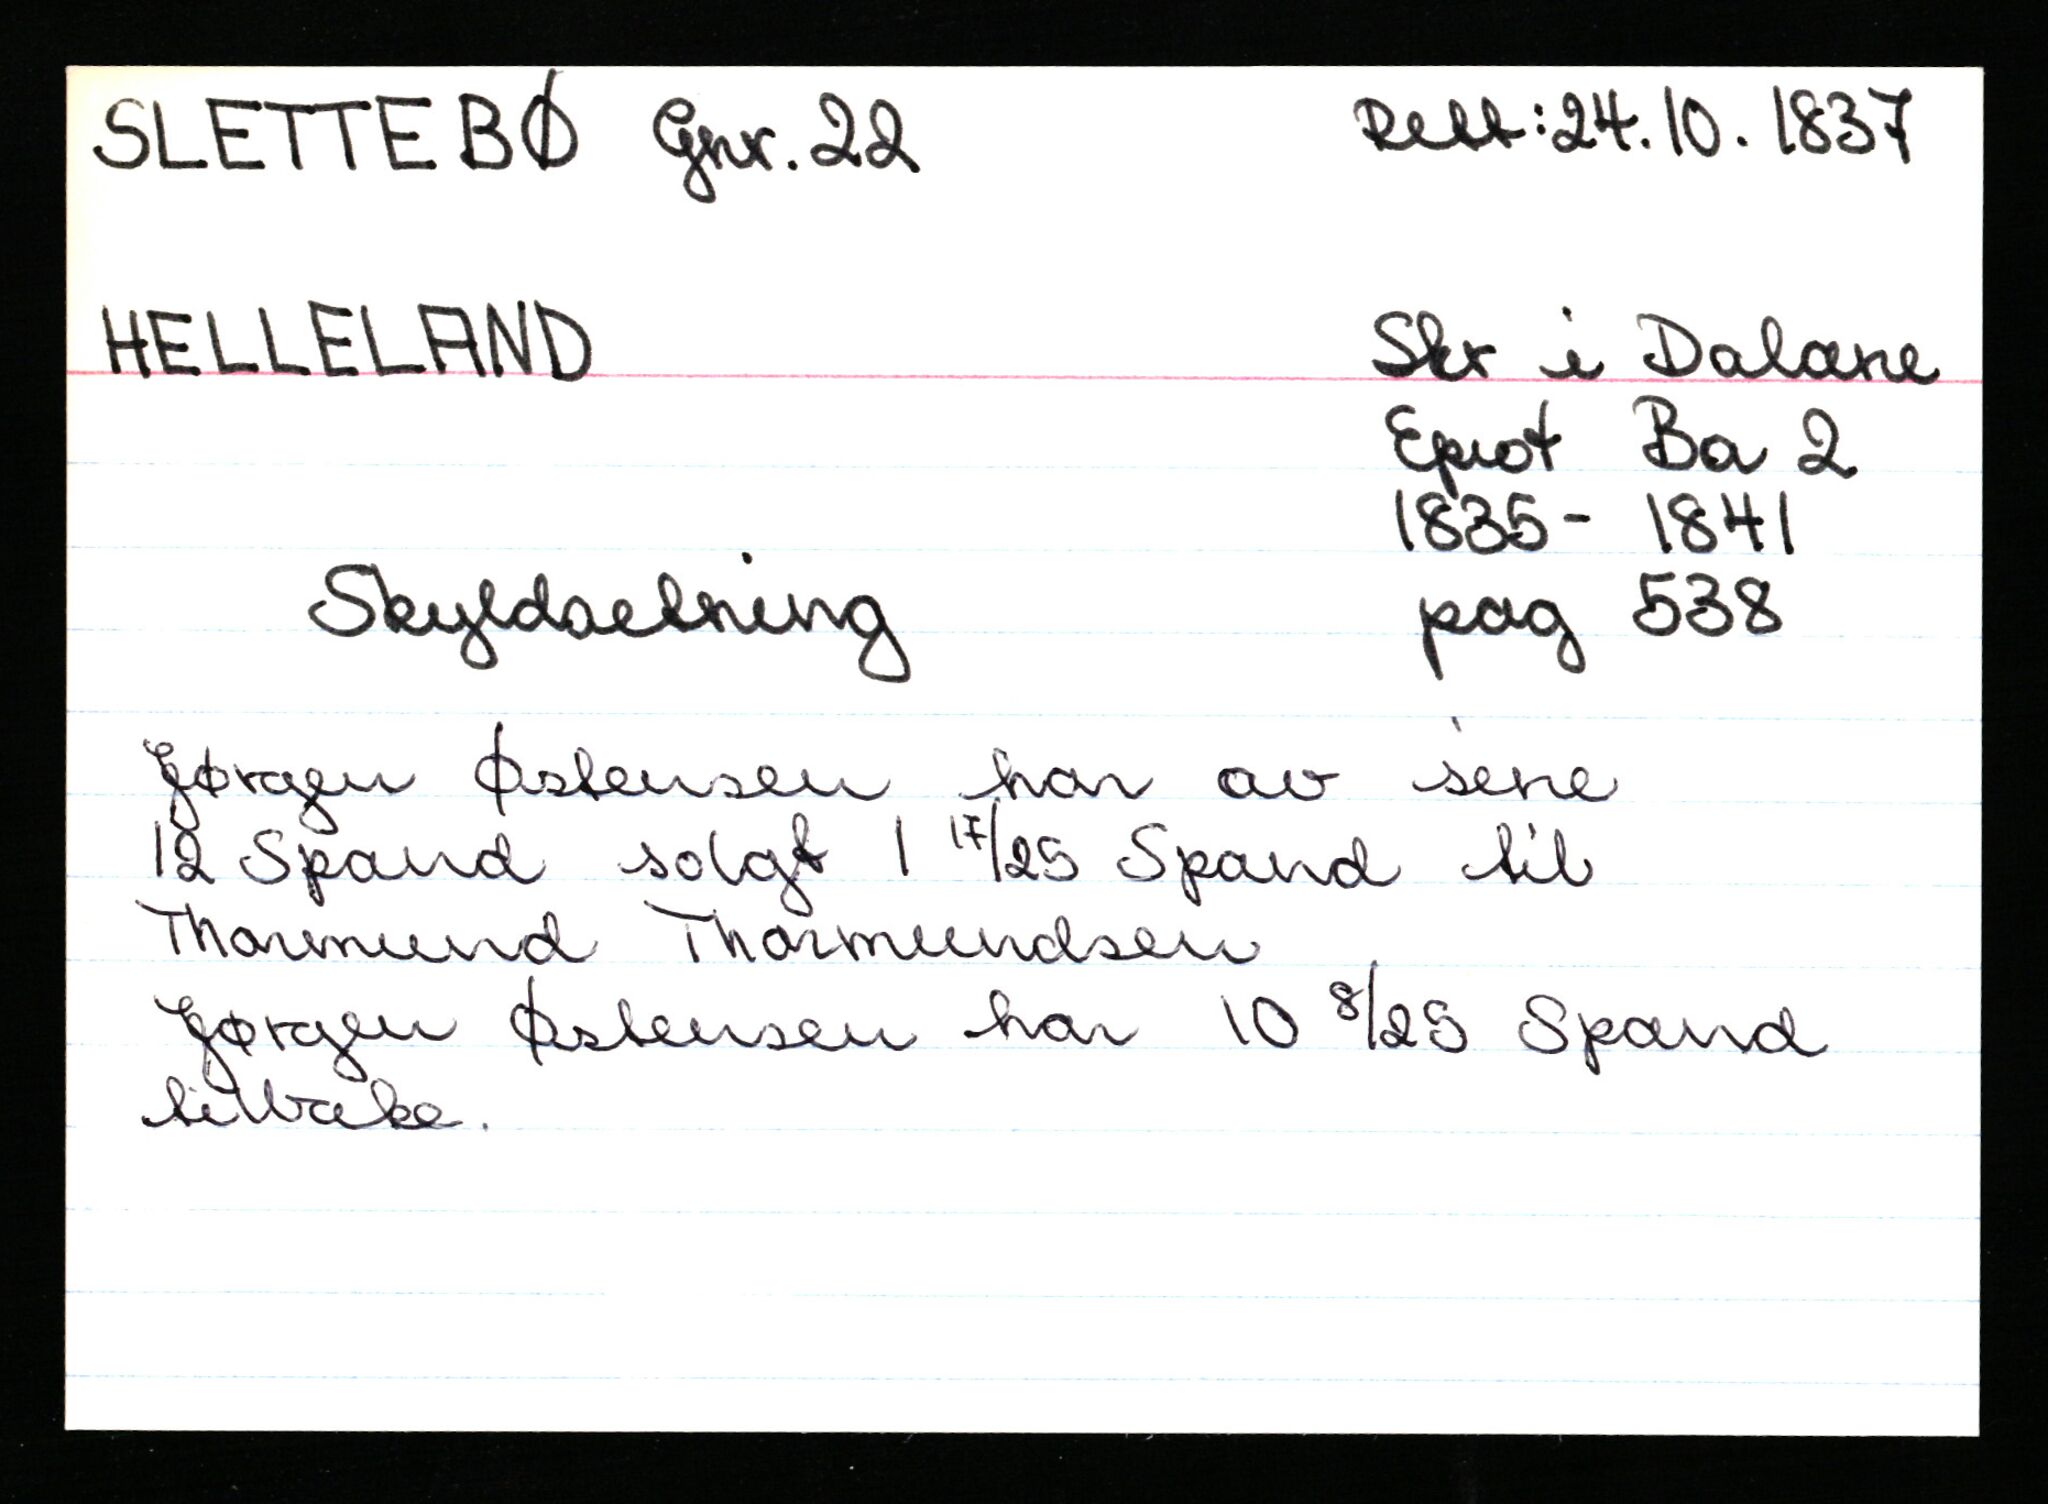 SLETTEBØ Gnr. 22 Rett: 24.10.1837
HELLELAND Skr i Dalane
Eprot Ba 2
1835 - 1841
Skyldsetning pag 538
Jørgen Østensen har av sine
12 Spand solgt 1 17/25 Spand til
Thormund Thormundsen
Jørgen Østensen har 10 8/25 Spand
tilbake.